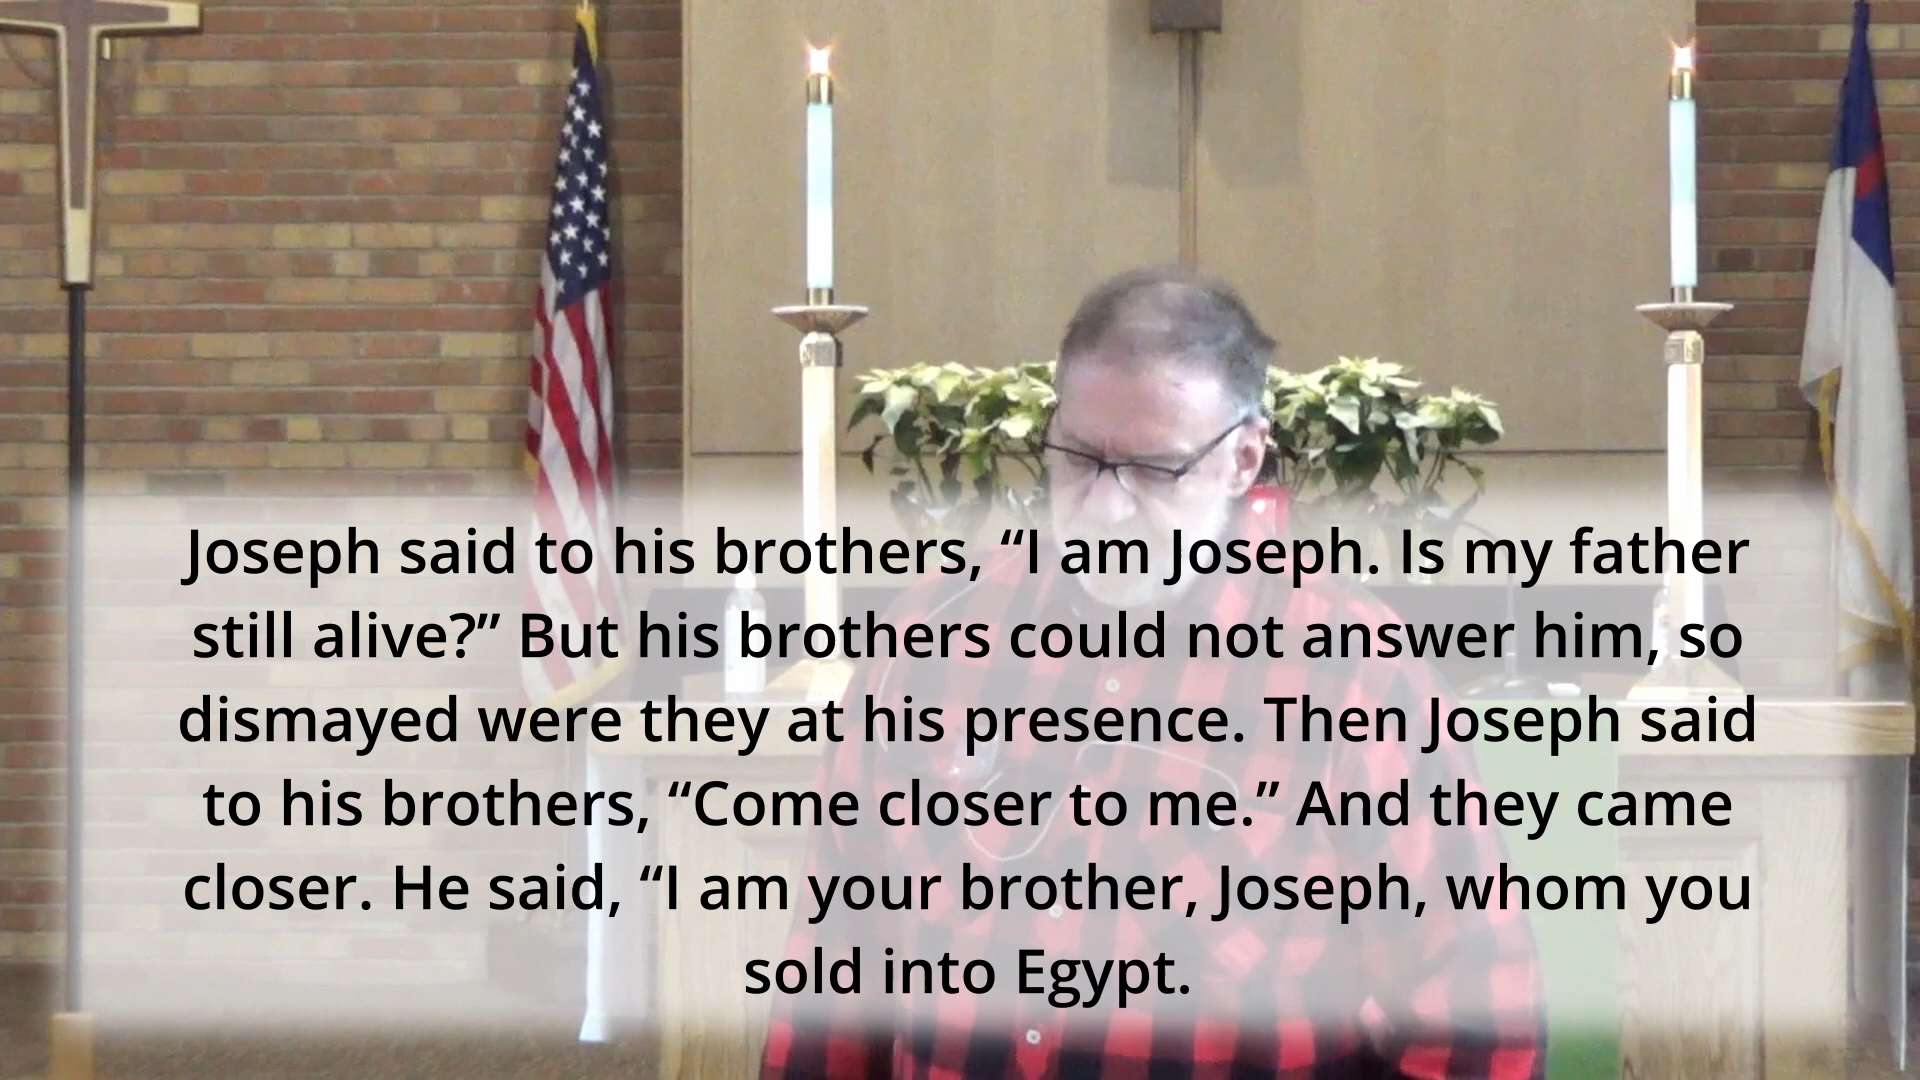 Joseph said to his brothers, “I am Joseph. Is my father
still alive?” But his brothers could not answer him, so
dismayed were they at his presence. Then Joseph said
to his brothers, “Come closer to me.” And they came
closer. He said, “I am your brother, Joseph, whom you
sold into Egypt.